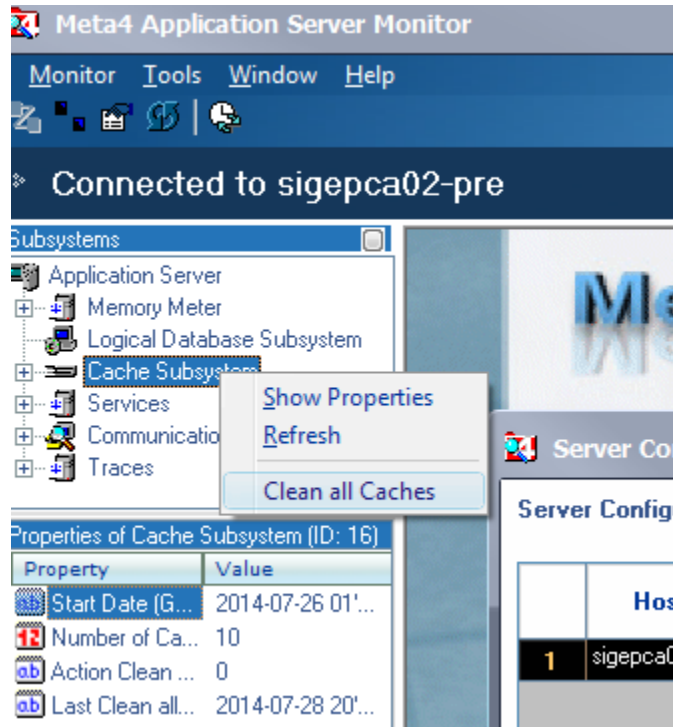 Meta4 Application Server Monitor
Monitor Tools Window Help
Connected to sigepca02-pre
Subsystems
Application Server
Memory Meter
Logical Database Subsystem
Cache Subsystem
Services
Communicatio
Traces
Show Properties
Refresh
Clean all Caches
Me
Server Co
Server Config
Hos
1 sigepca0
Properties of Cache Subsystem (ID: 16)
Property Value
Start Date (G... 2014-07-26 01'...
Number of Ca... 10
Action Clean ... 0
Last Clean all... 2014-07-28 20'...